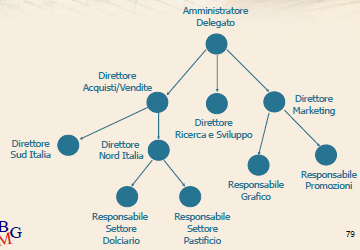 Amministratore
Delegato
Direttore
Acquisti/Vendite
Direttore
Ricerca e Sviluppo
Direttore
Marketing
Direttore
Sud Italia
Direttore
Nord Italia
Responsabile
Grafico
Responsabile
Promozioni
Responsabile
Settore
Dolciario
Responsabile
Settore
Pastificio
BG
M
79